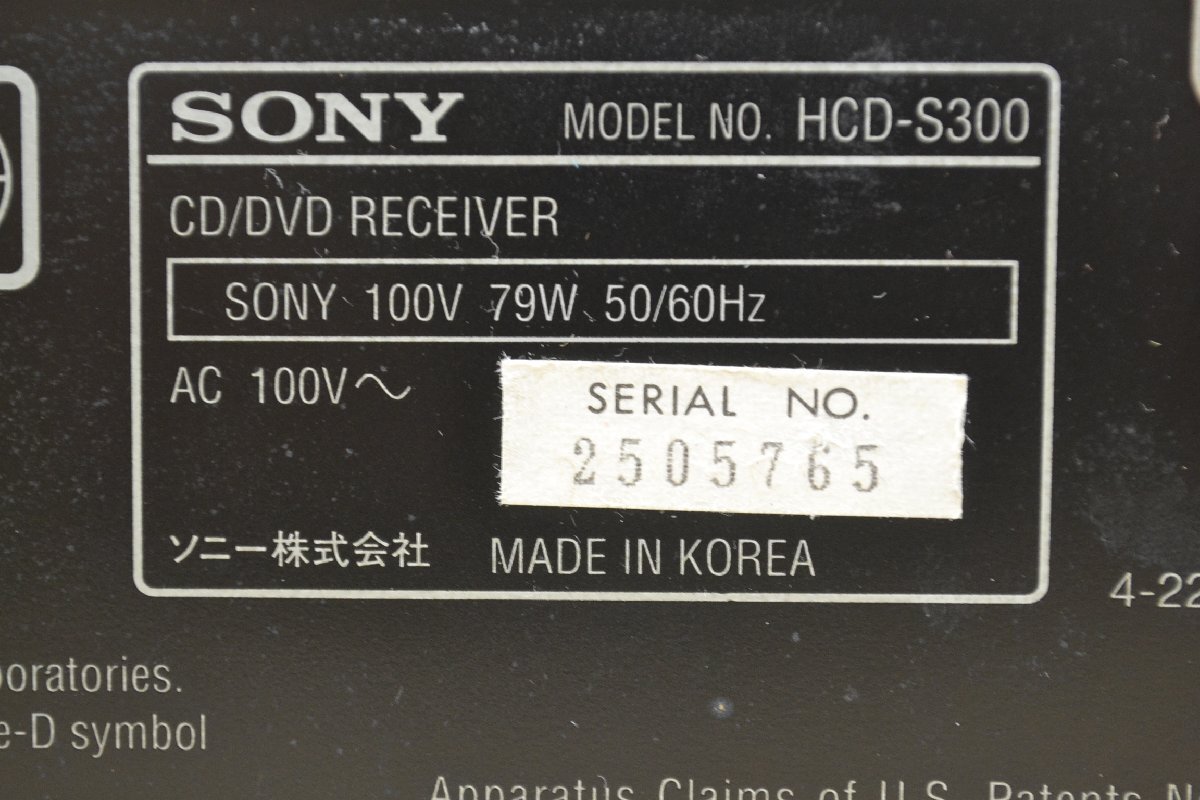 SONY MODEL NO. HCD-S300
CD/DVD RECEIVER
SONY 100V 79W 50/60Hz
AC 100V～
SERIAL NO.
2505765
ソニー株式会社 MADE IN KOREA
4-22
boratories.
e-D symbol
Apparatus Claims of U.S. Patents N